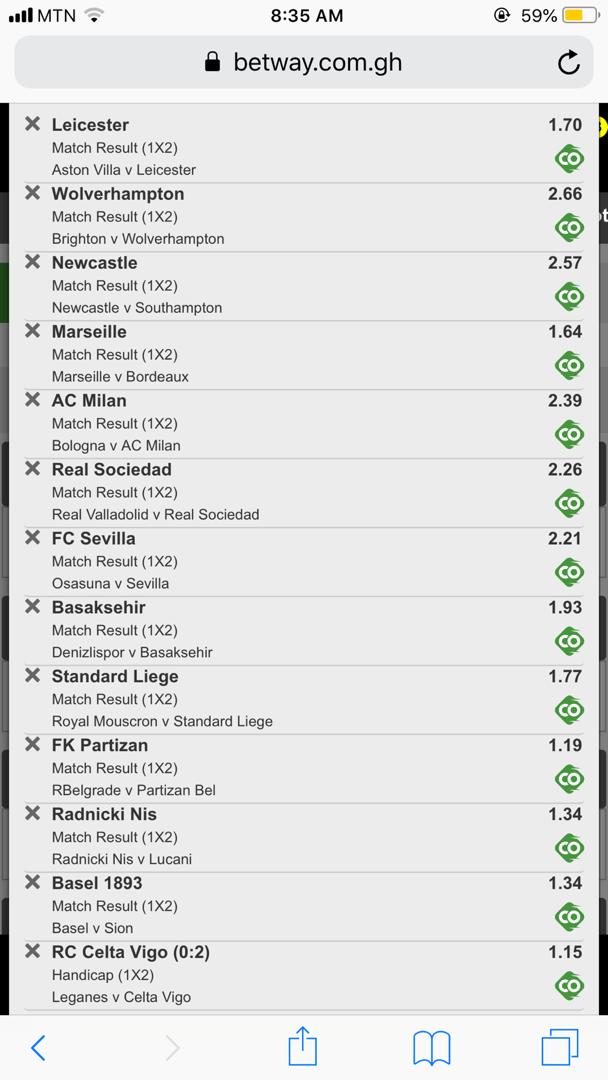 MTN 8:35 AM 59%
betway.com.gh
Leicester 1.70
Match Result (1X2)
CO
Aston Villa v Leicester
Wolverhampton 2.66
Match Result (1X2)
CO
Brighton v Wolverhampton
Newcastle 2.57
Match Result (1X2)
CO
Newcastle v Southampton
Marseille 1.64
Match Result (1X2)
CO
Marseille v Bordeaux
AC Milan 2.39
Match Result (1X2)
CO
Bologna v AC Milan
Real Sociedad 2.26
Match Result (1X2)
CO
Real Valladolid v Real Sociedad
FC Sevilla 2.21
Match Result (1X2)
CO
Osasuna v Sevilla
Basaksehir 1.93
Match Result (1X2)
CO
Denizlispor v Basaksehir
Standard Liege 1.77
Match Result (1X2)
CO
Royal Mouscron v Standard Liege
FK Partizan 1.19
Match Result (1X2)
CO
RBelgrade v Partizan Bel
Radnicki Nis 1.34
Match Result (1X2)
CO
Radnicki Nis v Lucani
Basel 1893 1.34
Match Result (1X2)
CO
Basel v Sion
RC Celta Vigo (0:2) 1.15
Handicap (1X2)
CO
Leganes v Celta Vigo